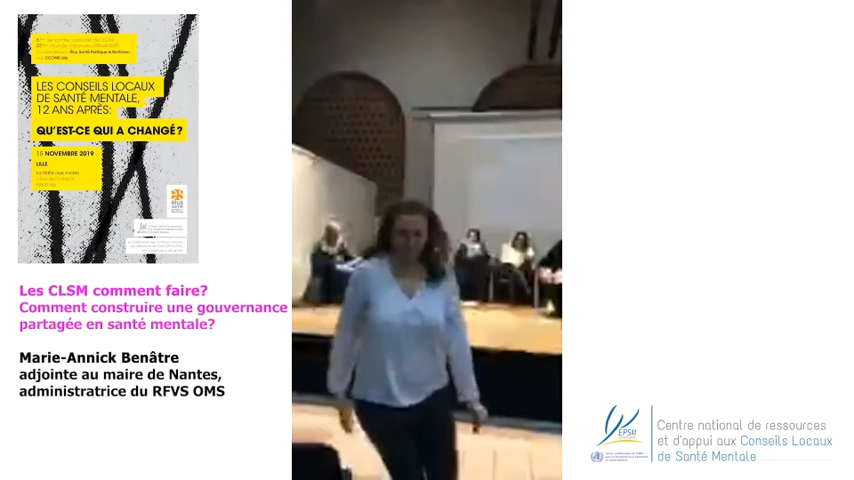 LES CONSEILS LOCAUX
DE SANTÉ MENTALE,
12 ANS APRÈS:
QU'EST-CE QUI A CHANGÉ?
15 NOVEMBRE 2019
LILLE
Les CLSM comment faire?
Comment construire une gouvernance
partagée en santé mentale?
Marie-Annick Benâtre
adjointe au maire de Nantes,
administratrice du RFVS OMS
EPSM
Centre national de ressources
et d'appui aux Conseils Locaux
de Santé Mentale